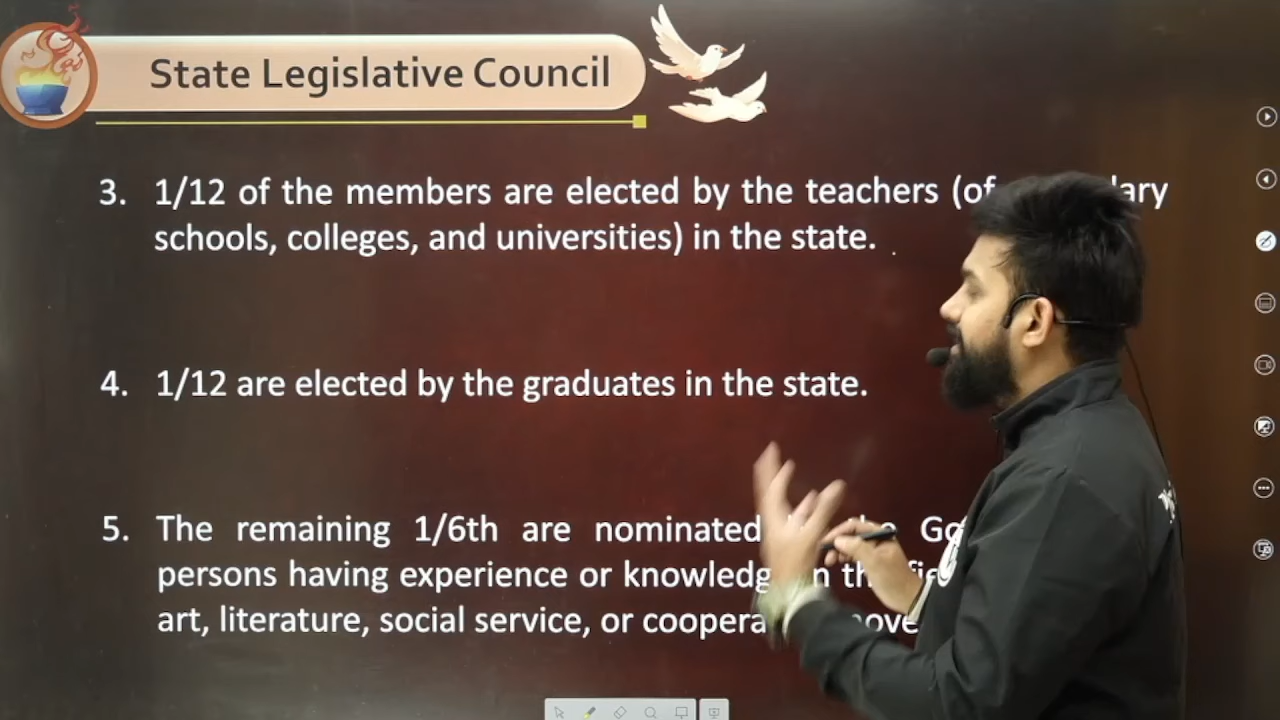 State Legislative Council
3. 1/12 of the members are elected by the teachers (of
schools, colleges, and universities) in the state.
4. 1/12 are elected by the graduates in the state.
5. The remaining 1/6th are nominated
persons having experience or
art, literature, social service, or